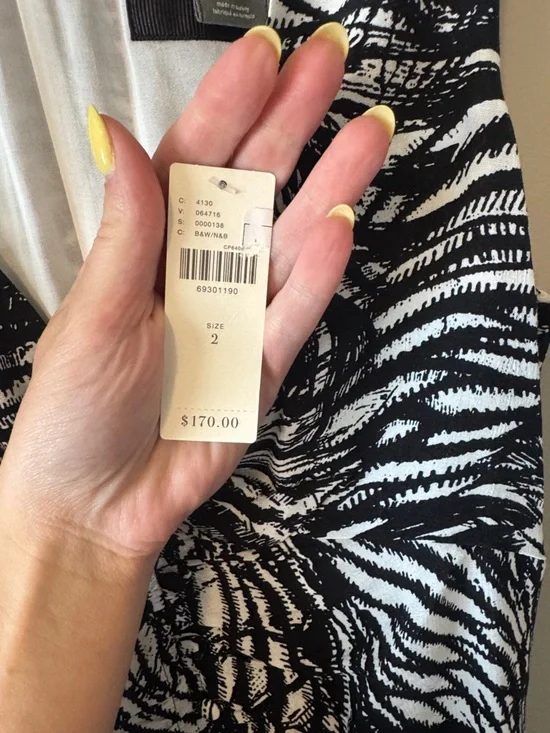 C: 4130
V: 064716
S: 0000138
C: B&W/N&B
69301190
SIZE
2
$170.00